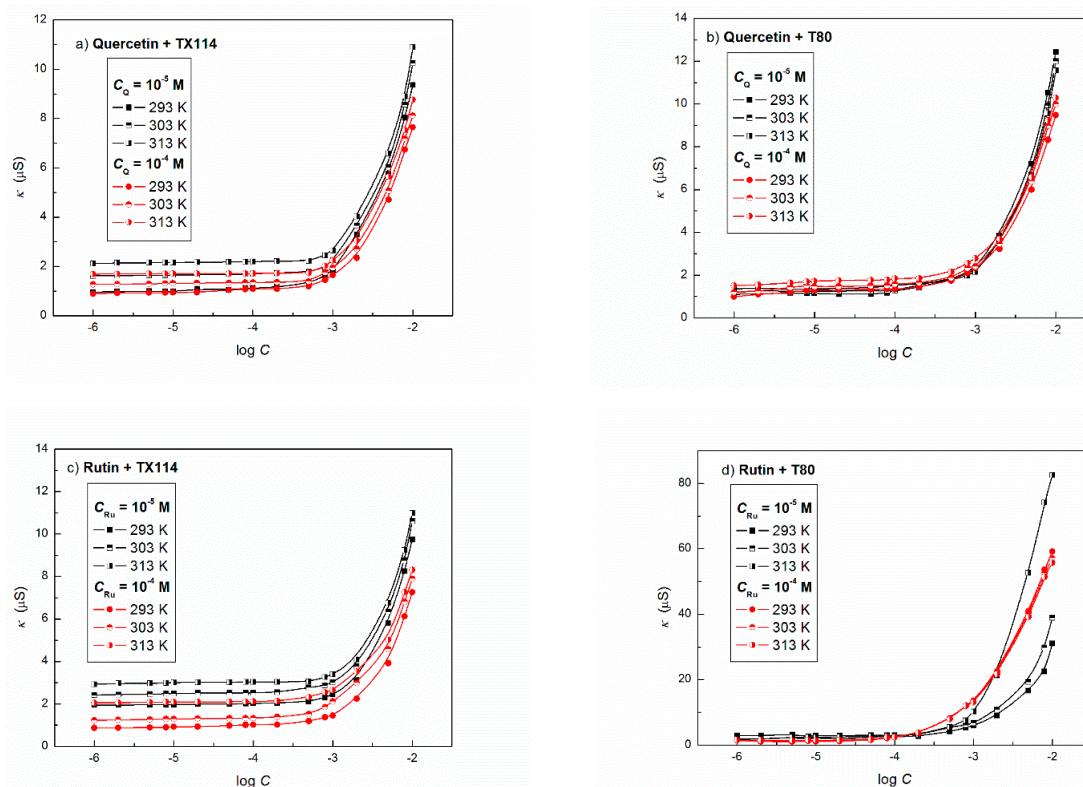 a) Quercetin + TX114
C_Q = 10⁻⁵ M
293 K
303 K
313 K
C_Q = 10⁻⁴ M
293 K
303 K
313 K
κ (μS)
12
10
8
6
4
2
0
-6 -5 -4 -3 -2
log C
b) Quercetin + T80
C_Q = 10⁻⁵ M
293 K
303 K
313 K
C_Q = 10⁻⁴ M
293 K
303 K
313 K
κ (μS)
14
12
10
8
6
4
2
0
-6 -5 -4 -3 -2
log C
c) Rutin + TX114
C_Ru = 10⁻⁵ M
293 K
303 K
313 K
C_Ru = 10⁻⁴ M
293 K
303 K
313 K
κ (μS)
14
12
10
8
6
4
2
0
-6 -5 -4 -3 -2
log C
d) Rutin + T80
C_Ru = 10⁻⁵ M
293 K
303 K
313 K
C_Ru = 10⁻⁴ M
293 K
303 K
313 K
κ (μS)
80
60
40
20
0
-6 -5 -4 -3 -2
log C